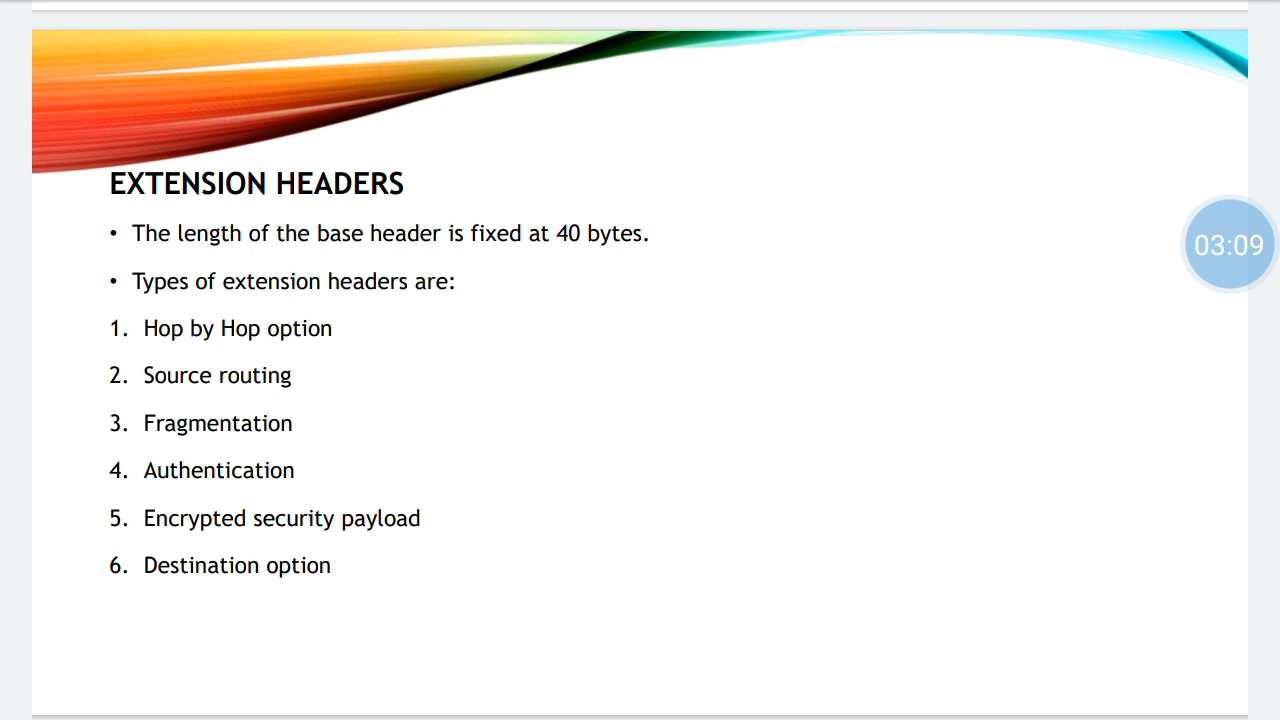 EXTENSION HEADERS
• The length of the base header is fixed at 40 bytes.
03:09
• Types of extension headers are:
1. Hop by Hop option
2. Source routing
3. Fragmentation
4. Authentication
5. Encrypted security payload
6. Destination option